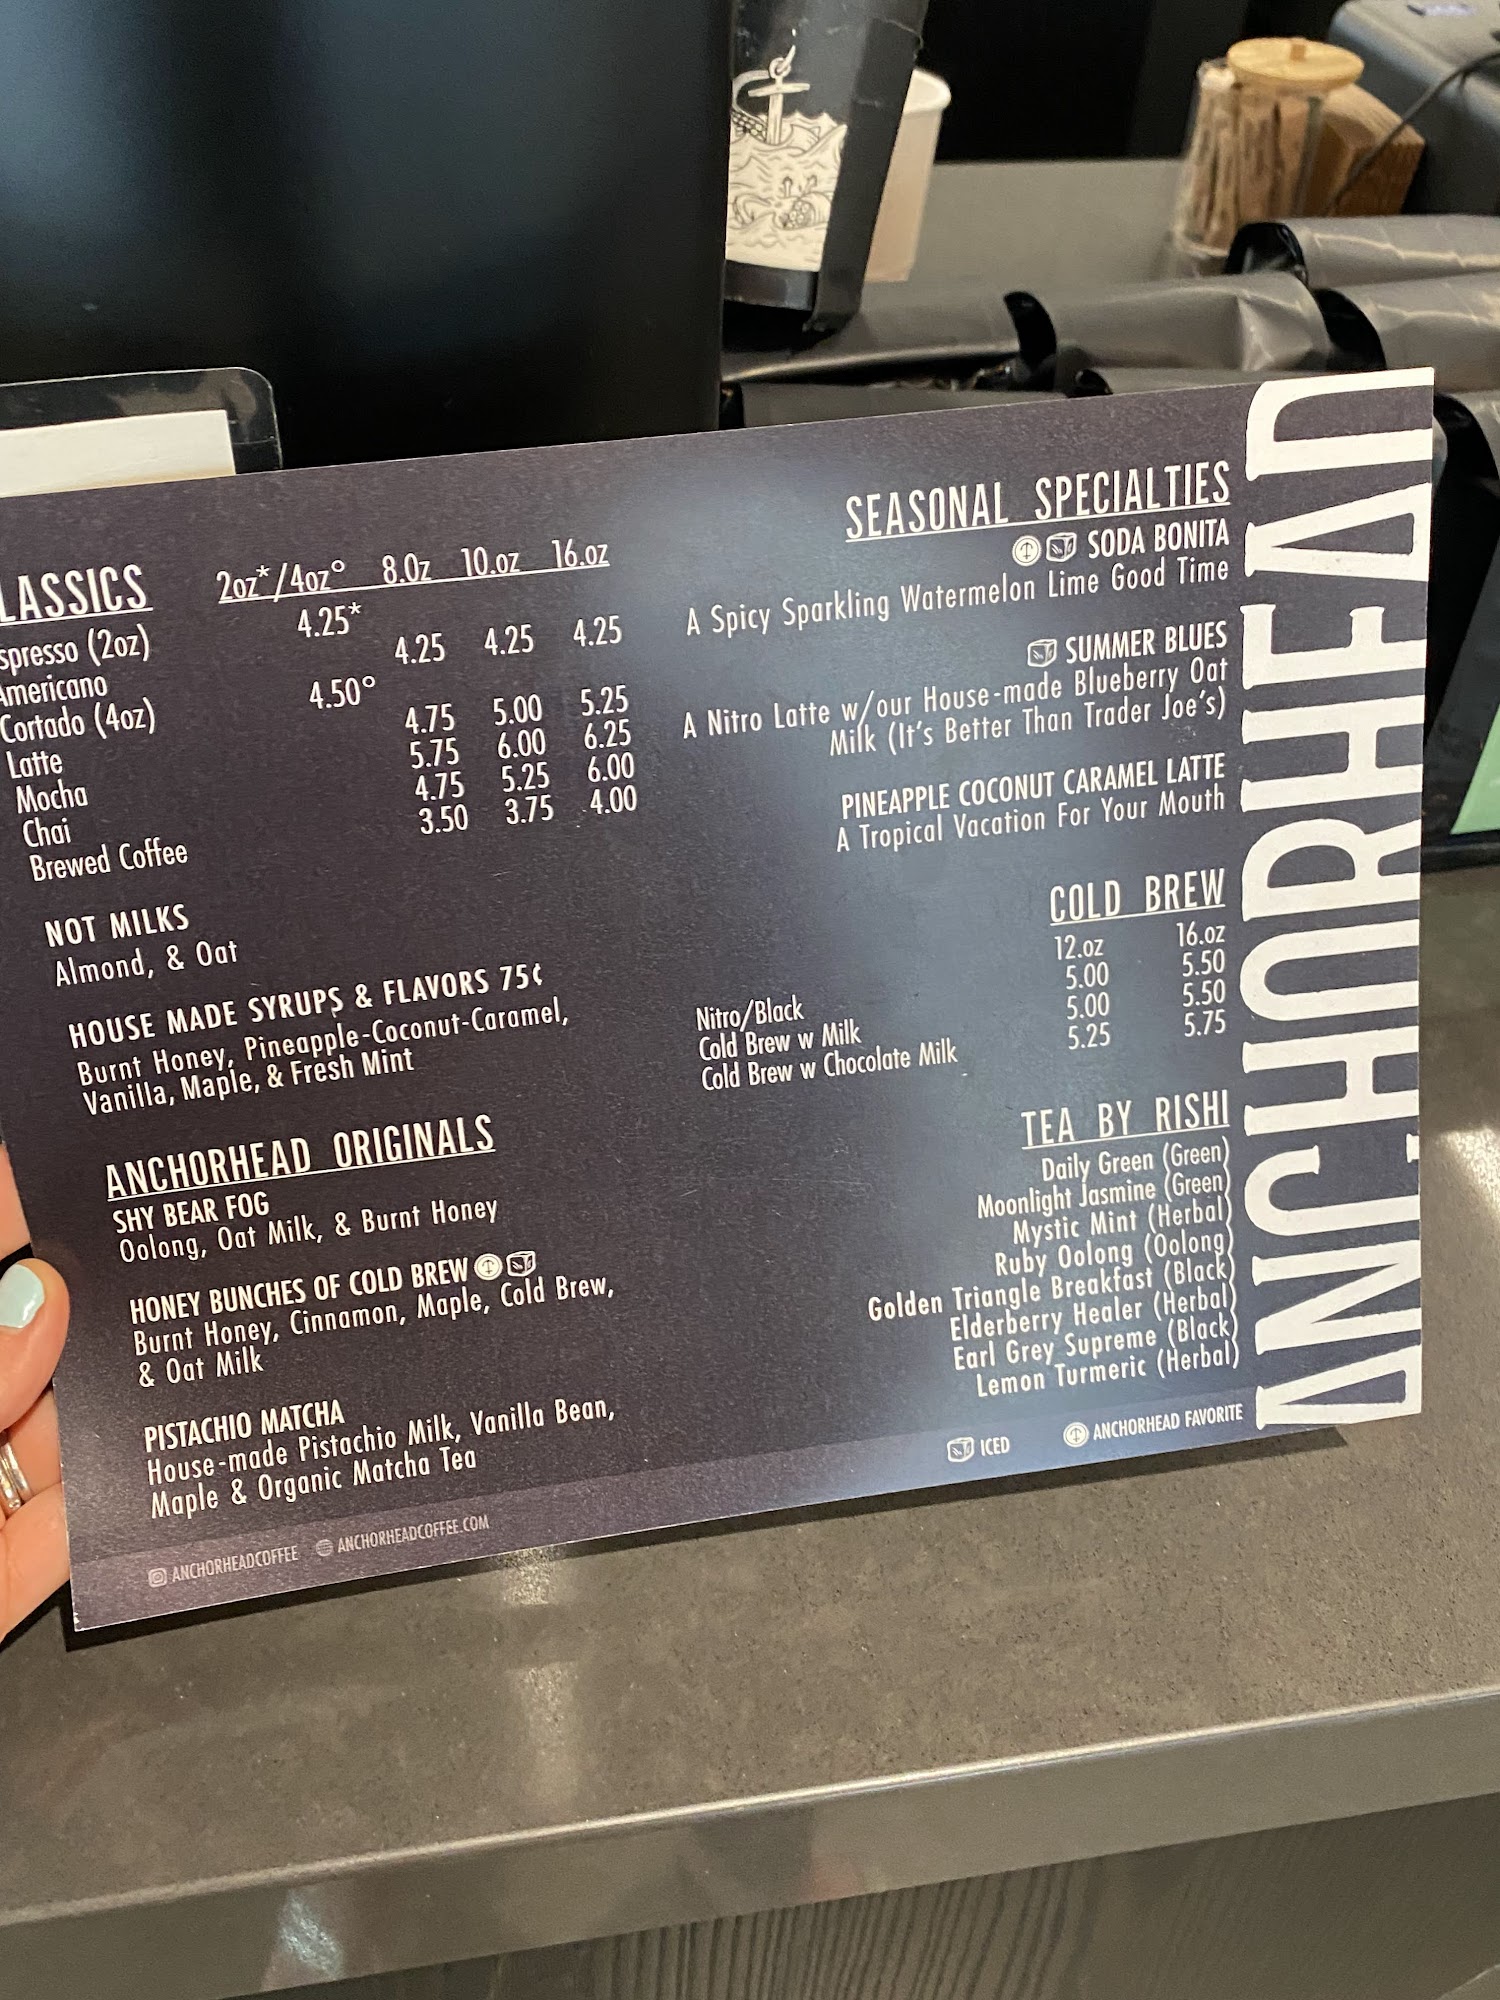 LASSICS 2oz*/4oz° 8.0z 10.oz 16.oz
spresso (2oz) 4.25*
Americano 4.25 4.25 4.25
Cortado (4oz) 4.50°
Latte 4.75 5.00 5.25
Mocha 5.75 6.00 6.25
Chai 4.75 5.25 6.00
Brewed Coffee 3.50 3.75 4.00
NOT MILKS
Almond, & Oat
HOUSE MADE SYRUPS & FLAVORS 75¢
Burnt Honey, Pineapple-Coconut-Caramel,
Vanilla, Maple, & Fresh Mint
ANCHORHEAD ORIGINALS
SHY BEAR FOG
Oolong, Oat Milk, & Burnt Honey
HONEY BUNCHES OF COLD BREW
Burnt Honey, Cinnamon, Maple, Cold Brew,
& Oat Milk
PISTACHIO MATCHA
House-made Pistachio Milk, Vanilla Bean,
Maple & Organic Matcha Tea
ANCHORHEADCOFFEE ANCHORHEADCOFFEE.COM
SEASONAL SPECIALTIES
SODA BONITA
A Spicy Sparkling Watermelon Lime Good Time
SUMMER BLUES
A Nitro Latte w/our House-made Blueberry Oat
Milk (It's Better Than Trader Joe's)
PINEAPPLE COCONUT CARAMEL LATTE
A Tropical Vacation For Your Mouth
COLD BREW
12.oz 16.oz
Nitro/Black 5.00 5.50
Cold Brew w Milk 5.00 5.50
Cold Brew w Chocolate Milk 5.25 5.75
TEA BY RISHI
Daily Green (Green)
Moonlight Jasmine (Green)
Mystic Mint (Herbal)
Ruby Oolong (Oolong)
Golden Triangle Breakfast (Black)
Elderberry Healer (Herbal)
Earl Grey Supreme (Black)
Lemon Turmeric (Herbal)
ICED ANCHORHEAD FAVORITE
ANCHORHEAD